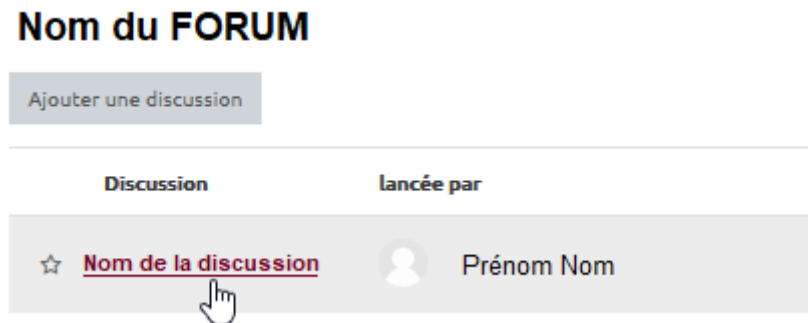 Nom du FORUM
Ajouter une discussion
Discussion lancée par
Nom de la discussion Prénom Nom